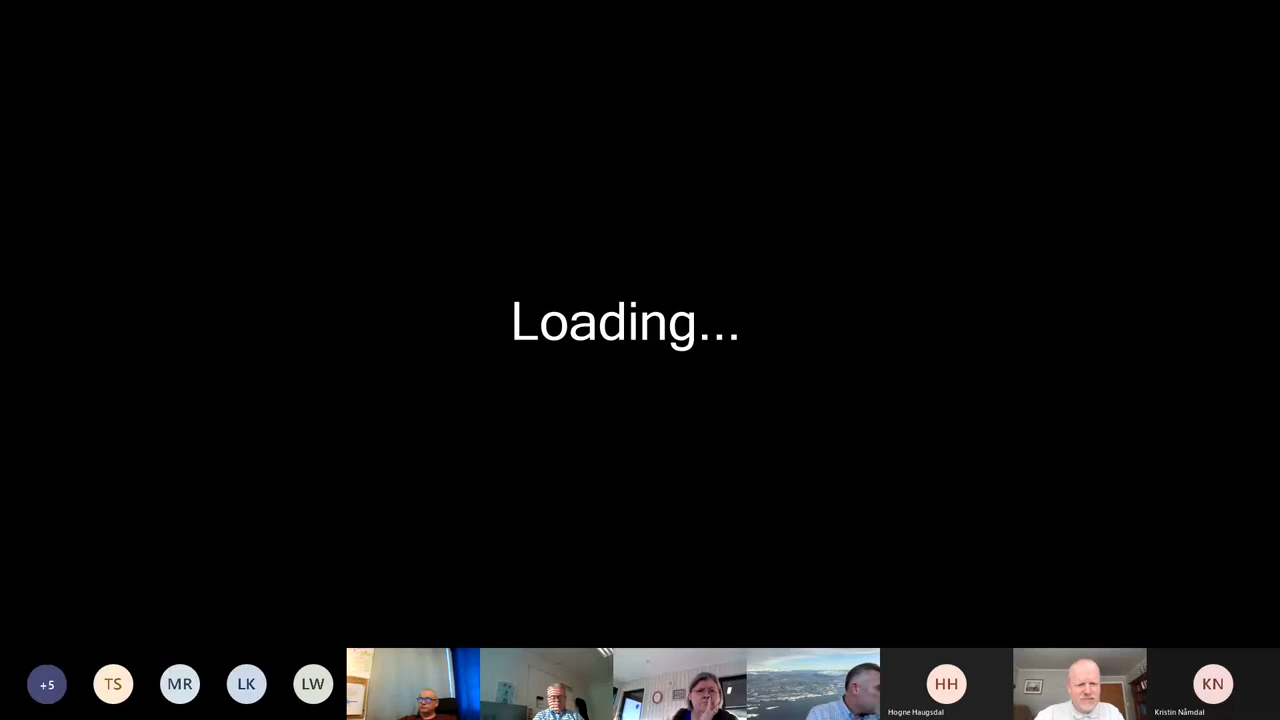 Loading...
+5
TS
MR
LK
LW
HH
KN
Hogne Haugsdal
Kristin Nåmdal